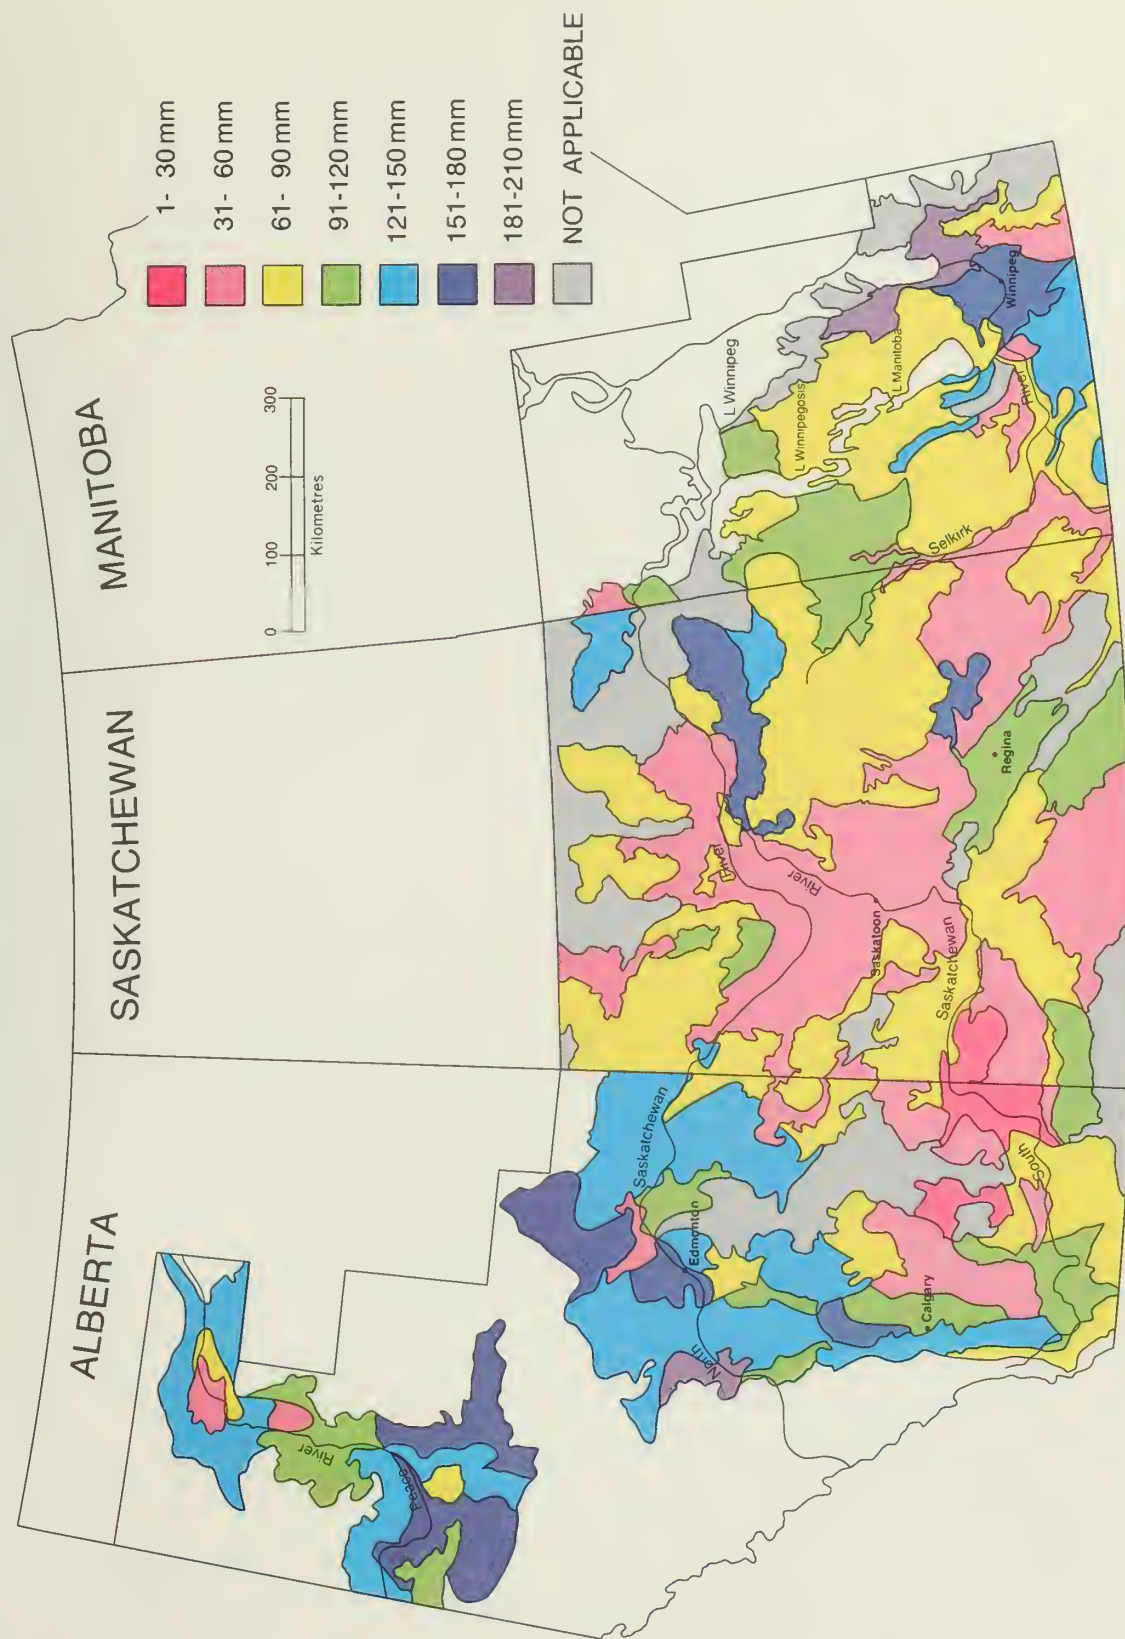 ALBERTA
SASKATCHEWAN
MANITOBA
0 100 200 300
Kilometres
1- 30 mm
31- 60 mm
61- 90 mm
91-120 mm
121-150 mm
151-180 mm
181-210 mm
NOT APPLICABLE
River
Peace
North
Saskatchewan
Edmonton
Calgary
South
River
River
Saskatoon
Saskatchewan
Regina
Selkirk
L Winnipeg
L Winnipegosis
L Manitoba
River
Winnipeg